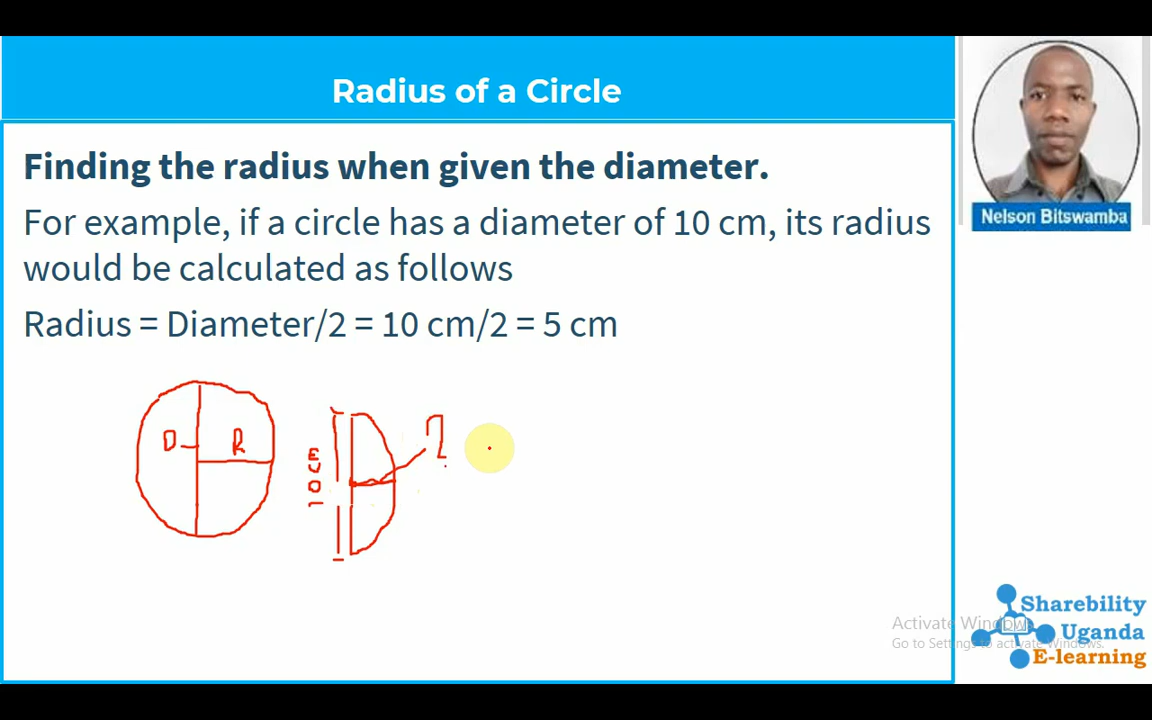 Radius of a Circle
Finding the radius when given the diameter.
For example, if a circle has a diameter of 10 cm, its radius
would be calculated as follows
Radius = Diameter/2 = 10 cm/2 = 5 cm
D
R
10CM
?
Nelson Bitswamba
Activate Windows
Go to Settings to activate Windows.
Sharebility
Uganda
E-learning